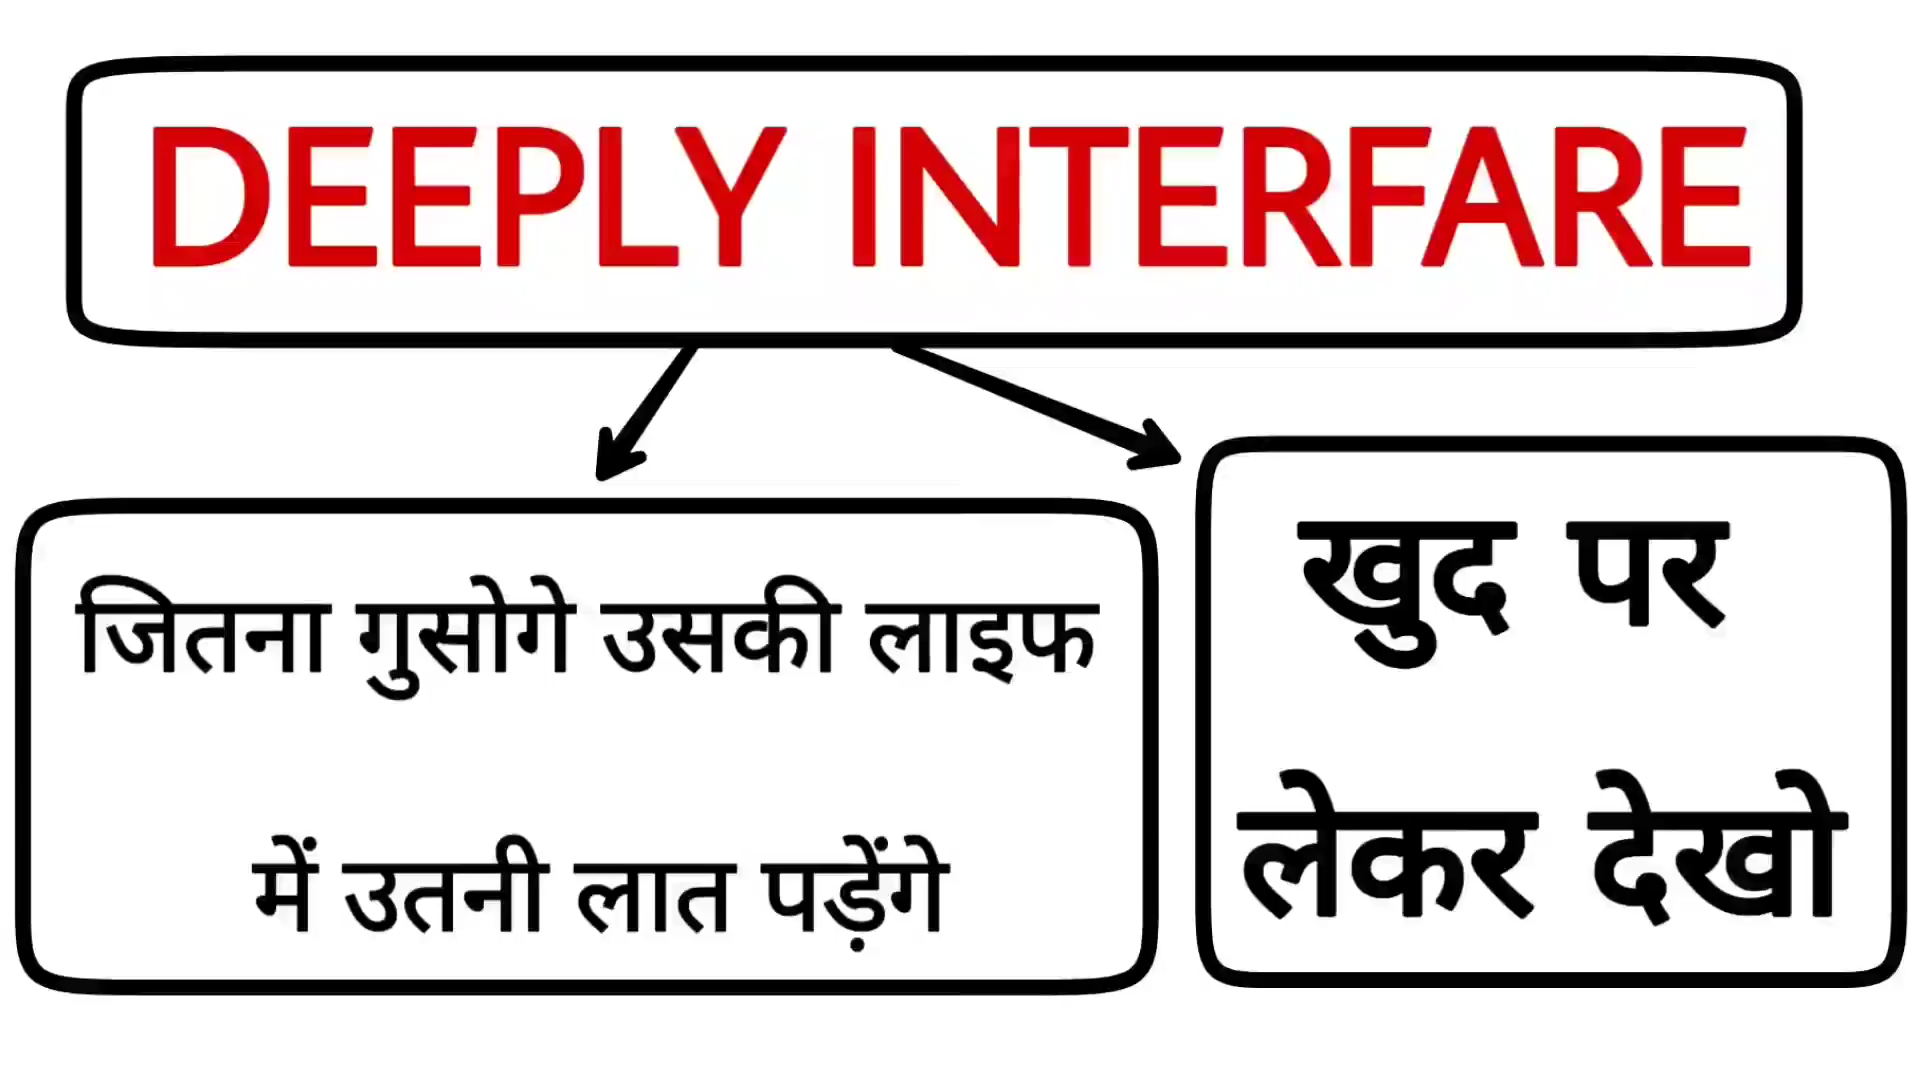 DEEPLY INTERFARE
जितना गुसोगे उसकी लाइफ
में उतनी लात पड़ेंगे
खुद पर
लेकर देखो